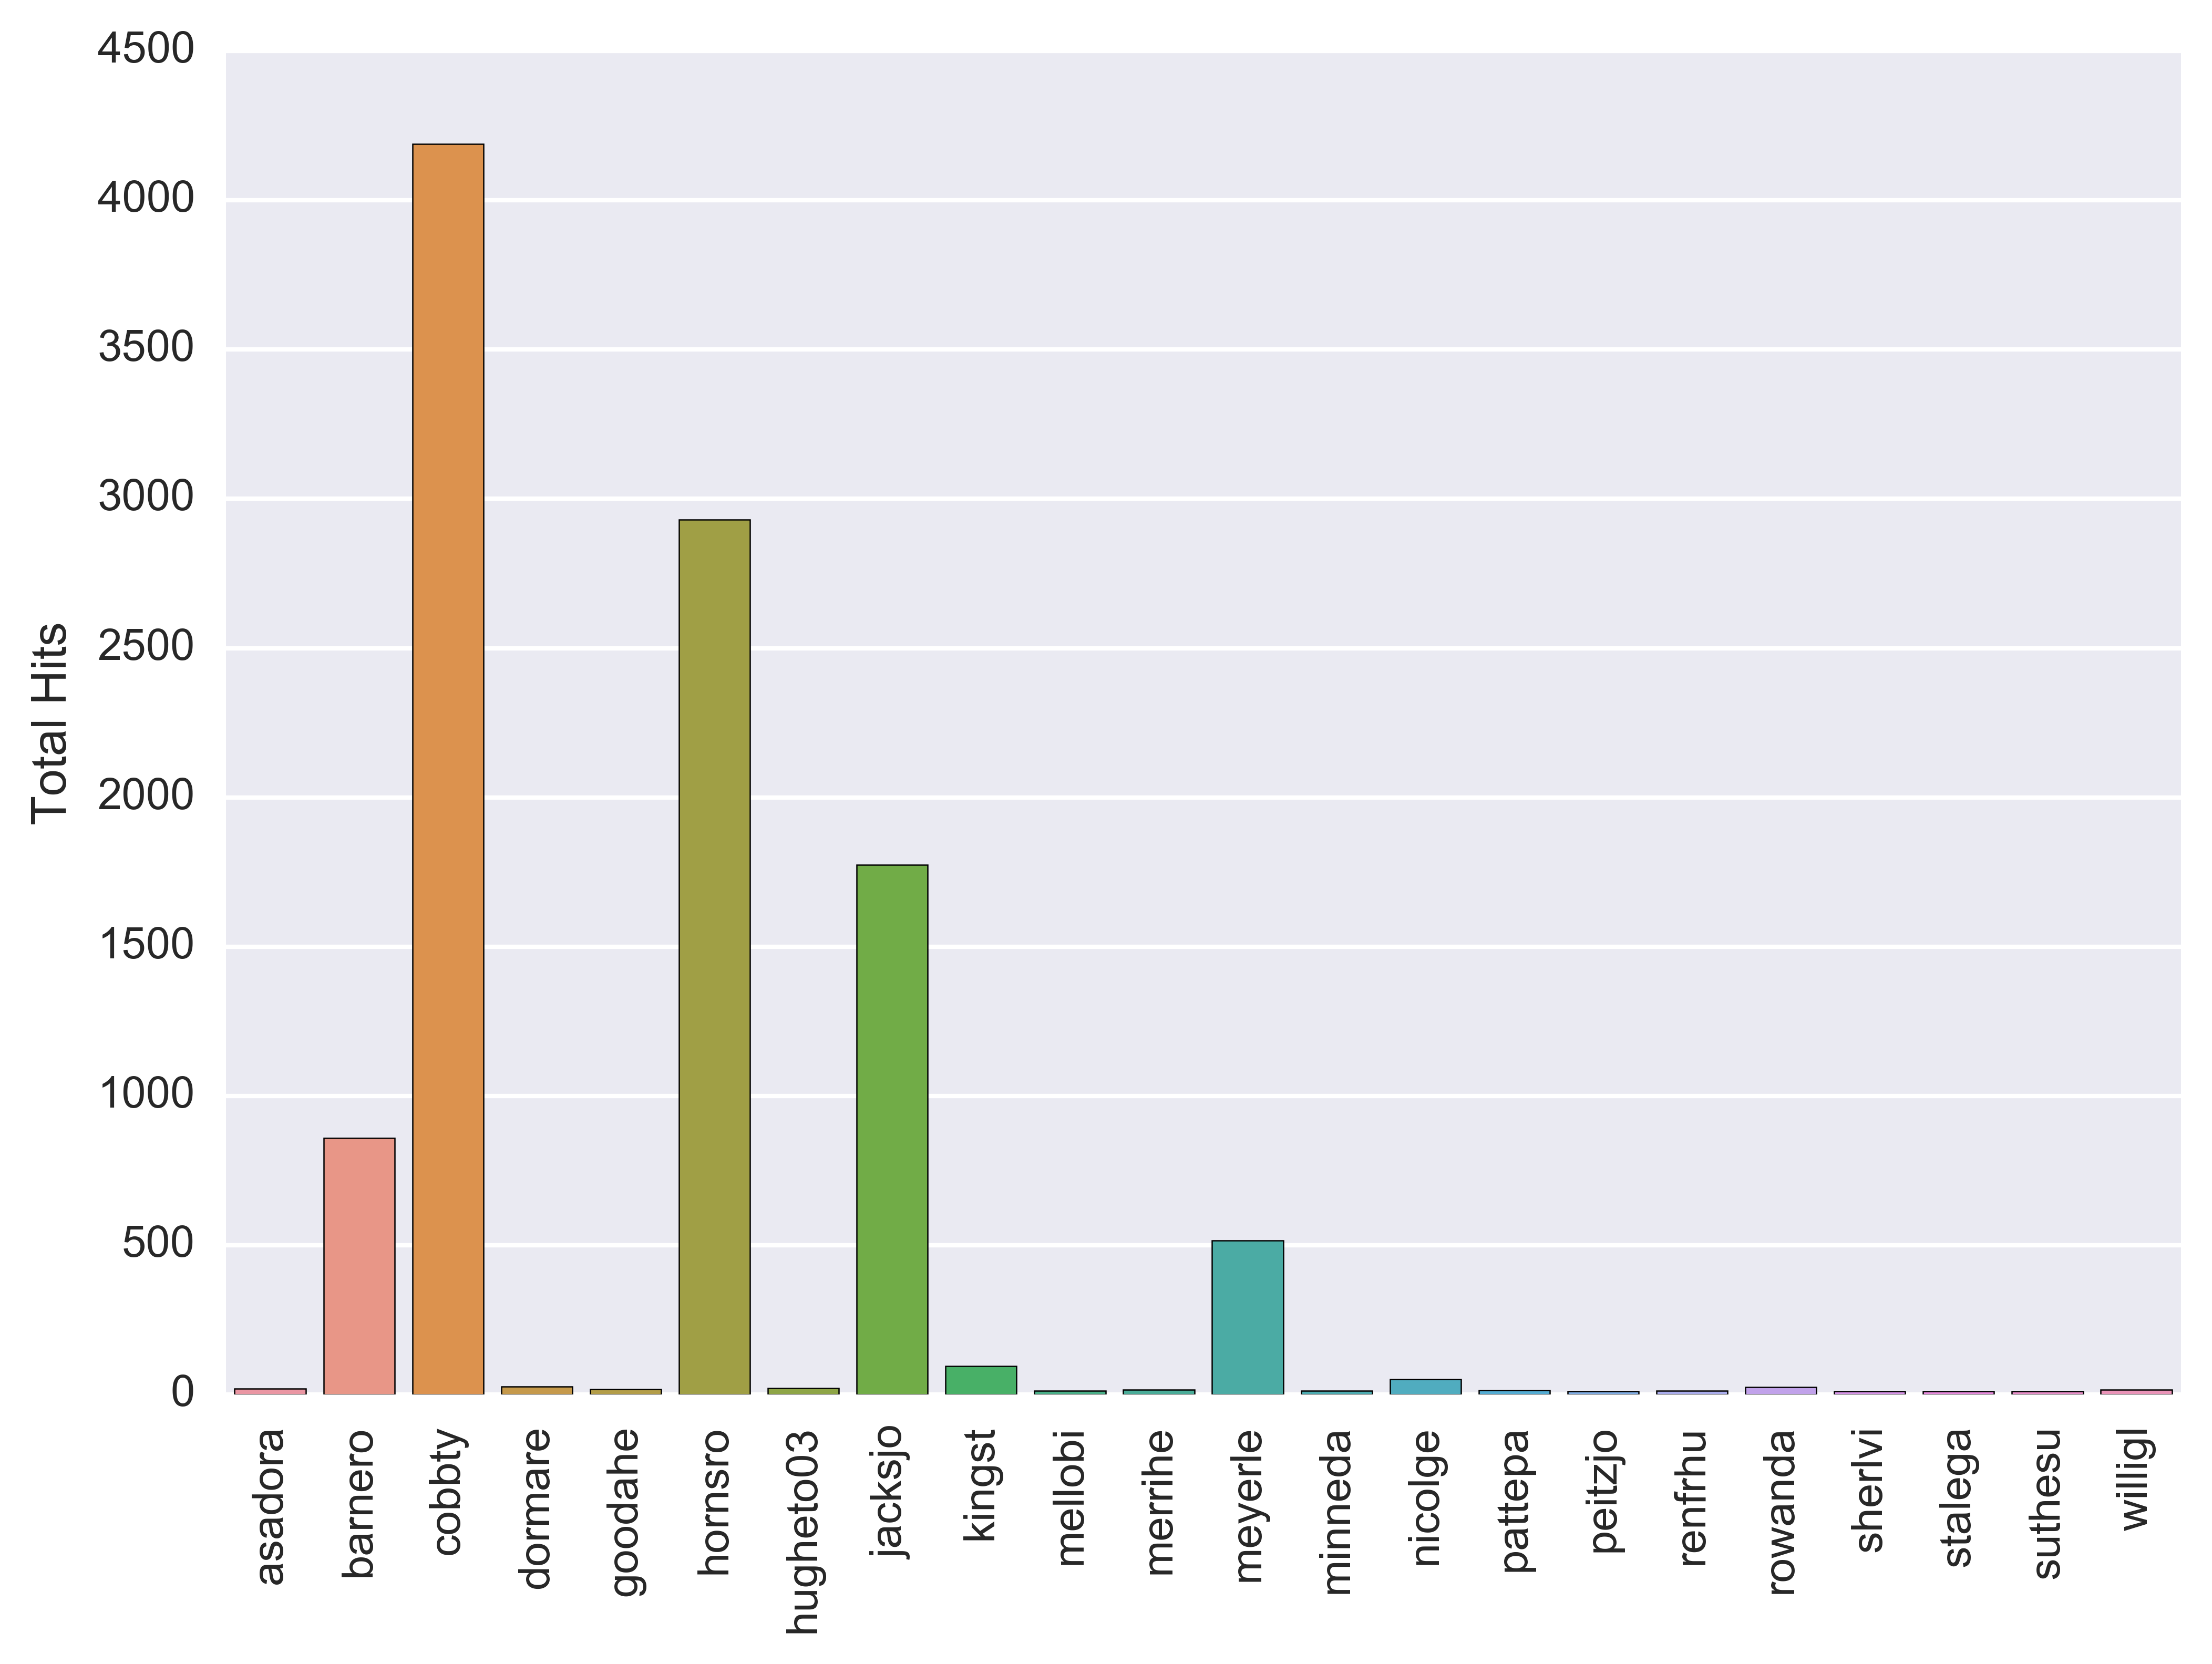 4500
4000
3500
3000
2500
2000
1500
1000
500
0
Total Hits
asadora
barnero
cobbty
dormare
goodahe
hornsro
hugheto03
jacksjo
kingst
mellobi
merrihe
meyerle
minneda
nicolge
pattepa
peitzjo
renfrhu
rowanda
sherlvi
stalega
suthesu
willigl